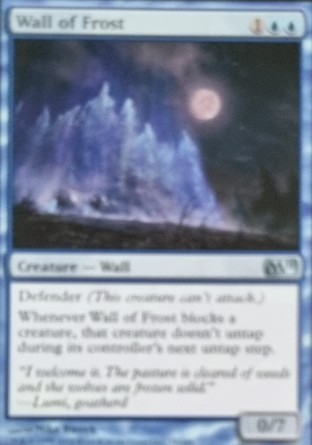 Wall of Frost
1
Creature — Wall
Defender (This creature can't attack.)
Whenever Wall of Frost blocks a
creature, that creature doesn't untap
during its controller's next untap step.
"I welcome it. The pasture is cleared of weeds
and the wolves are frozen solid."
—Lumi, goatherd
0/7